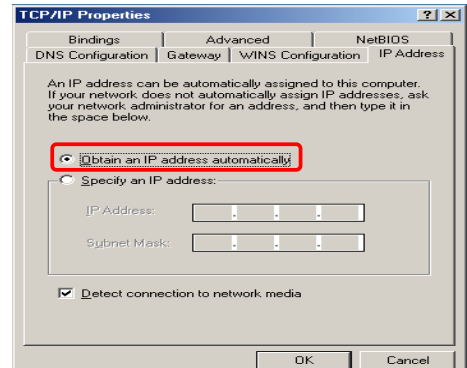 TCP/IP Properties
Bindings Advanced NetBIOS
DNS Configuration Gateway WINS Configuration IP Address
An IP address can be automatically assigned to this computer.
If your network does not automatically assign IP addresses, ask
your network administrator for an address, and then type it in
the space below.
Obtain an IP address automatically
Specify an IP address:
IP Address:
Subnet Mask:
Detect connection to network media
OK Cancel